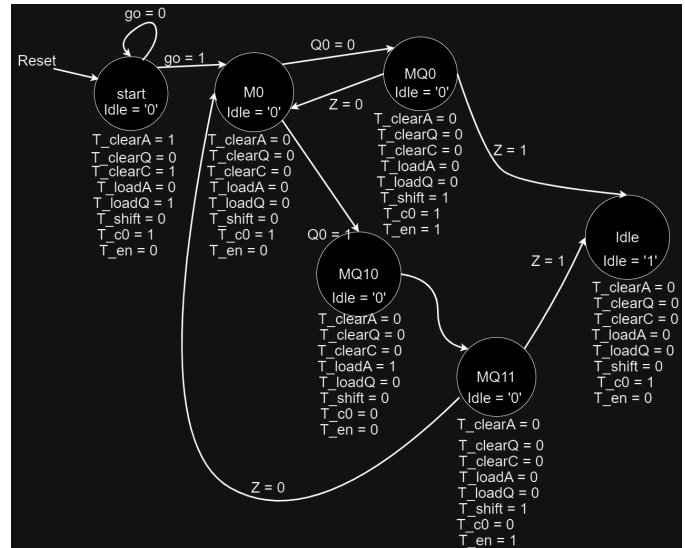 go = 0
Reset
start
Idle = '0'
T_clearA = 1
T_clearQ = 0
T_clearC = 1
T_loadA = 0
T_loadQ = 1
T_shift = 0
T_c0 = 1
T_en = 0
go = 1
M0
Idle = '0'
T_clearA = 0
T_clearQ = 0
T_clearC = 0
T_loadA = 0
T_loadQ = 0
T_shift = 0
T_c0 = 1
T_en = 0
Q0 = 0
MQ0
Idle = '0'
T_clearA = 0
T_clearQ = 0
T_clearC = 0
T_loadA = 0
T_loadQ = 0
T_shift = 1
T_c0 = 1
T_en = 1
Z = 0
Z = 1
Q0 = 1
MQ10
Idle = '0'
T_clearA = 0
T_clearQ = 0
T_clearC = 0
T_loadA = 1
T_loadQ = 0
T_shift = 0
T_c0 = 0
T_en = 0
MQ11
Idle = '0'
T_clearA = 0
T_clearQ = 0
T_clearC = 0
T_loadA = 0
T_loadQ = 0
T_shift = 1
T_c0 = 0
T_en = 1
Z = 0
Z = 1
Idle
Idle = '1'
T_clearA = 0
T_clearQ = 0
T_clearC = 0
T_loadA = 0
T_loadQ = 0
T_shift = 0
T_c0 = 1
T_en = 0